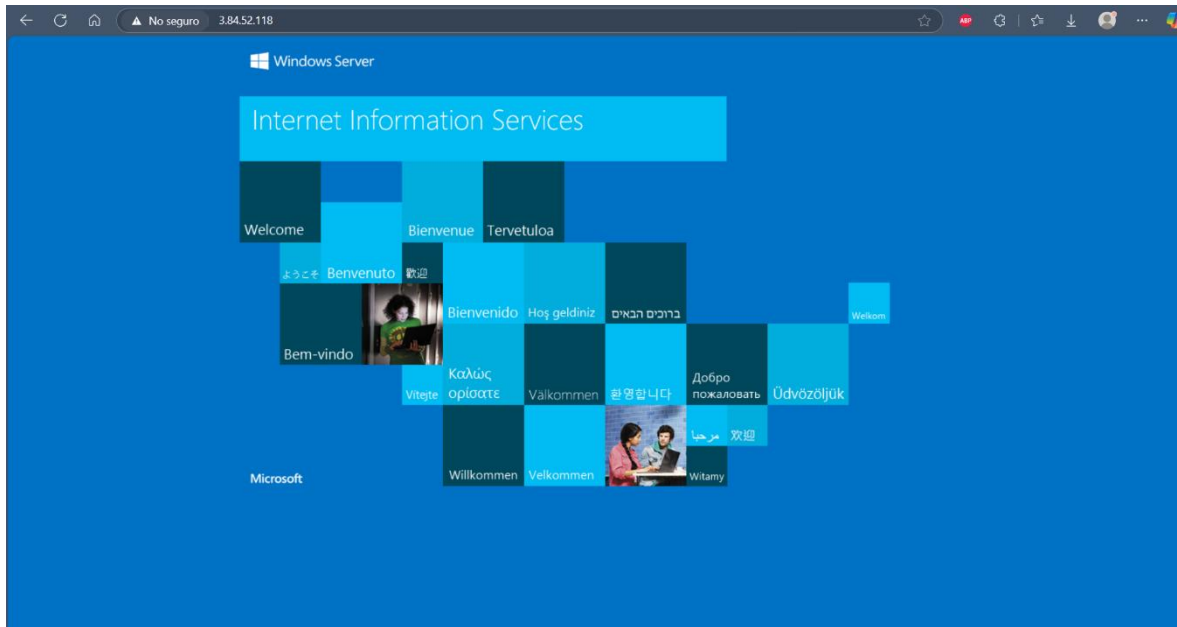 No seguro
3.84.52.118
ABP
Windows Server
Internet Information Services
Welcome
Bienvenue
Tervetuloa
ようこそ
Benvenuto
歡迎
Bienvenido
Hoş geldiniz
ברוכים הבאים
Welkom
Bem-vindo
Vítejte
Καλώς
ορίσατε
Välkommen
환영합니다
Добро
пожаловать
Üdvözöljük
مرحبا
欢迎
Microsoft
Willkommen
Velkommen
Witamy